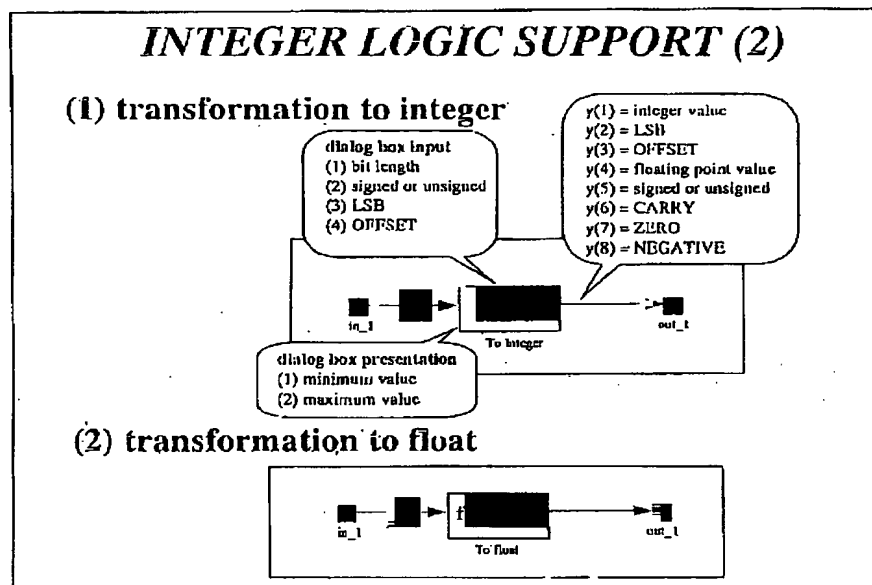 INTEGER LOGIC SUPPORT (2)
(1) transformation to integer
dialog box input
(1) bit length
(2) signed or unsigned
(3) LSB
(4) OFFSET
y(1) = integer value
y(2) = LSB
y(3) = OFFSET
y(4) = floating point value
y(5) = signed or unsigned
y(6) = CARRY
y(7) = ZERO
y(8) = NEGATIVE
in_1
To Integer
out_1
dialog box presentation
(1) minimum value
(2) maximum value
(2) transformation to float
in_1
f
To float
out_1